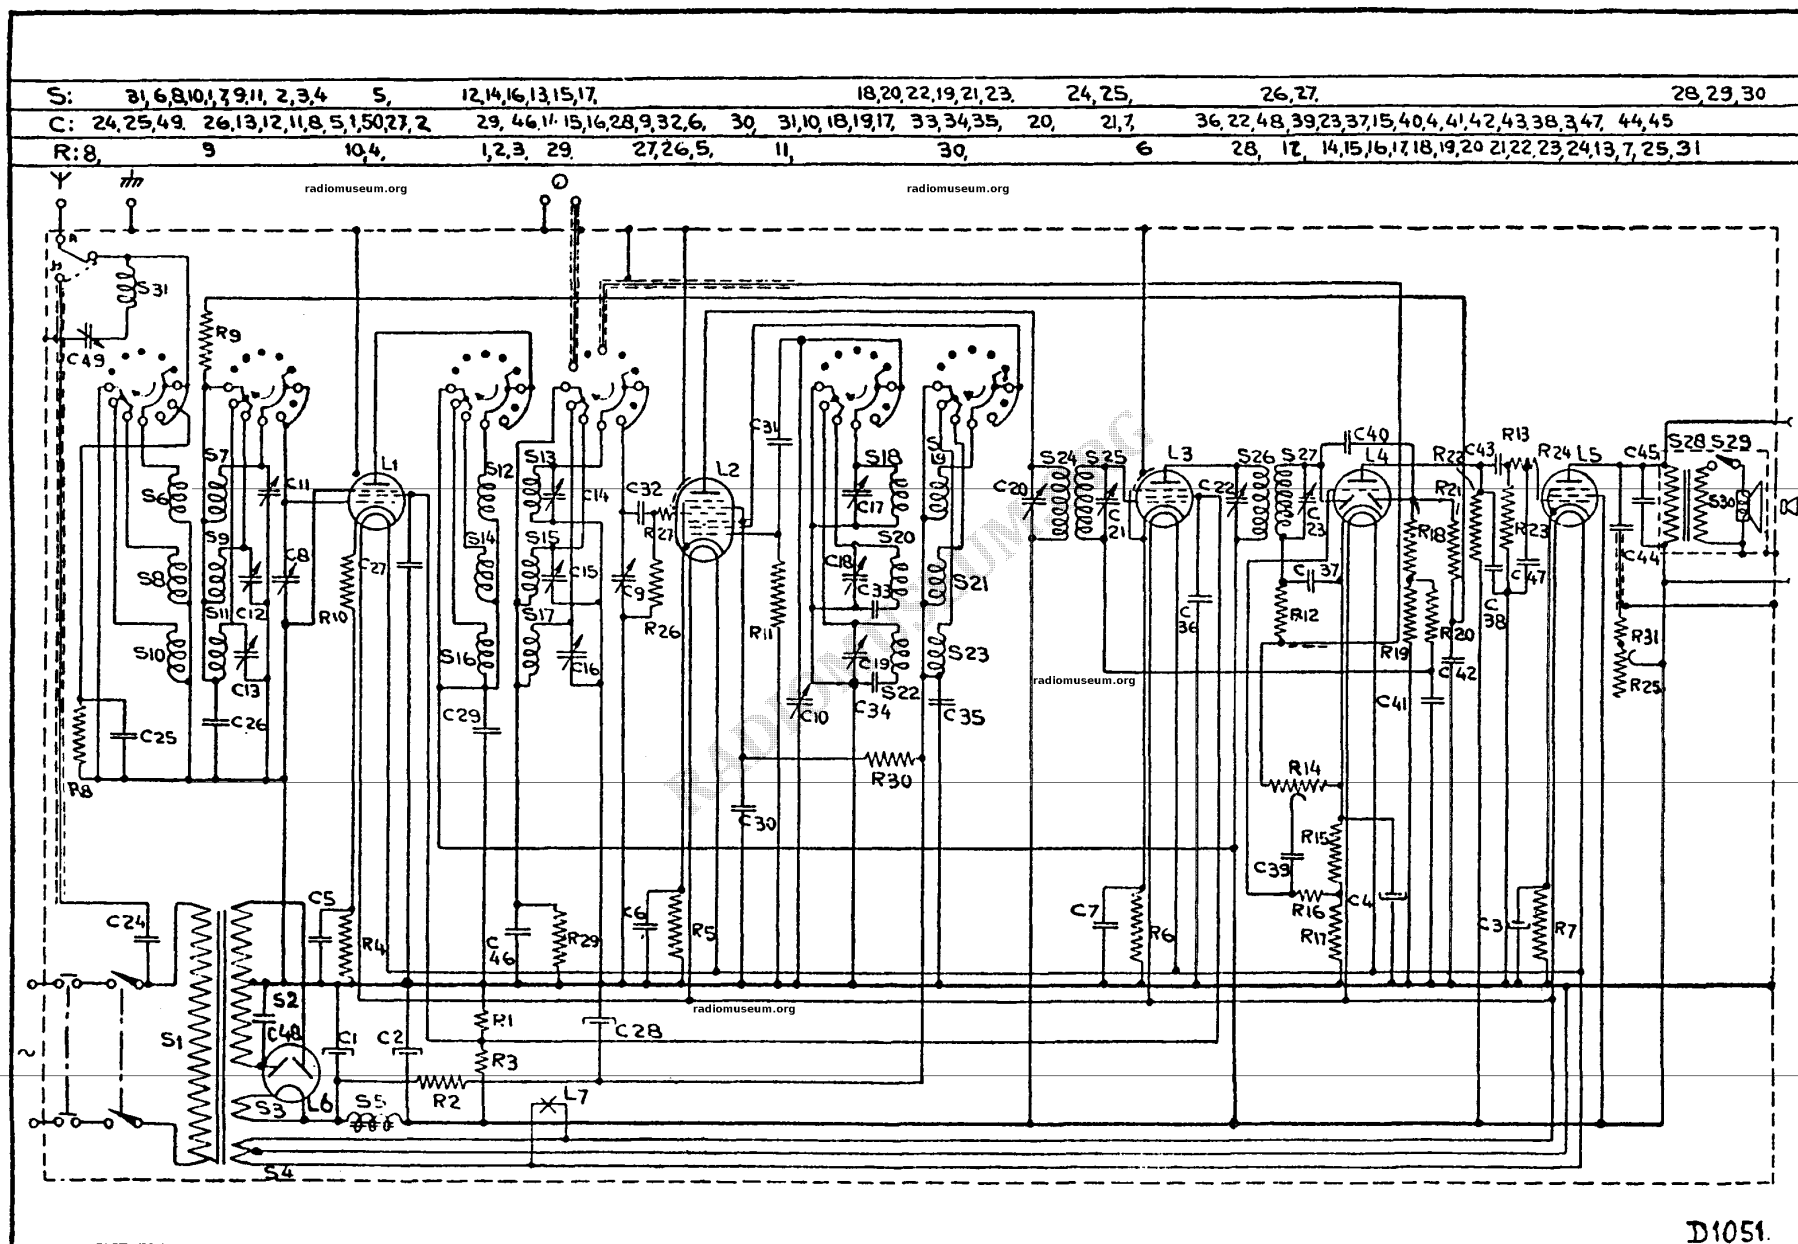 S: 31,6,8,10,1,7,9,11, 2,3,4 5, 12,14,16,13,15,17, 18,20,22,19,21,23, 24,25, 26,27. 28,29,30
C: 24,25,49. 26,13,12,11,8,5,1,50,27,2 29, 46,14,15,16,28,9,32,6, 30, 31,10,18,19,17, 33,34,35, 20, 21,7, 36,22,48,39,23,37,15,40,4,41,42,43,38,3,47, 44,45
R: 8, 9 10,4, 1,2,3, 29. 27,26,5, 11, 30, 6 28, 12, 14,15,16,17,18,19,20 21,22,23,24,13,7,25,31
radiomuseum.org radiomuseum.org
A
S31
C49 R9
L1 L2 L3 L4 L5
S6 S7 C11 S12 S13 C14 C32 R27 C31 S18 C17 C20 S24 S25 C21 C22 S26 S27 C23 C40 R22 C43 R13 R24 C45 S28 S29
R21 R18 R23 S30
S8 S9 C12 C8 R10 C27 S14 S15 C15 C9 R26 R11 S20 C18 C33 S21 C36 C37 R12 R19 R20 C38 C47 C44
S10 S11 C13 S16 S17 C16 C19 S22 S23 C41 C42 R31 R25
radiomuseum.org
RADIOMUSEUM.ORG
R8 C25 C26 C29 C10 C34 C35
R30 R14
C30 R15
C39 R16 C4
C24 C5 R4 C46 R29 C6 R5 C7 R6 R17 C3 R7
S2 radiomuseum.org
~ S1 C48 C1 C2 R1 C28
R3
S3 L6 S5 R2 L7
S4
D1051.